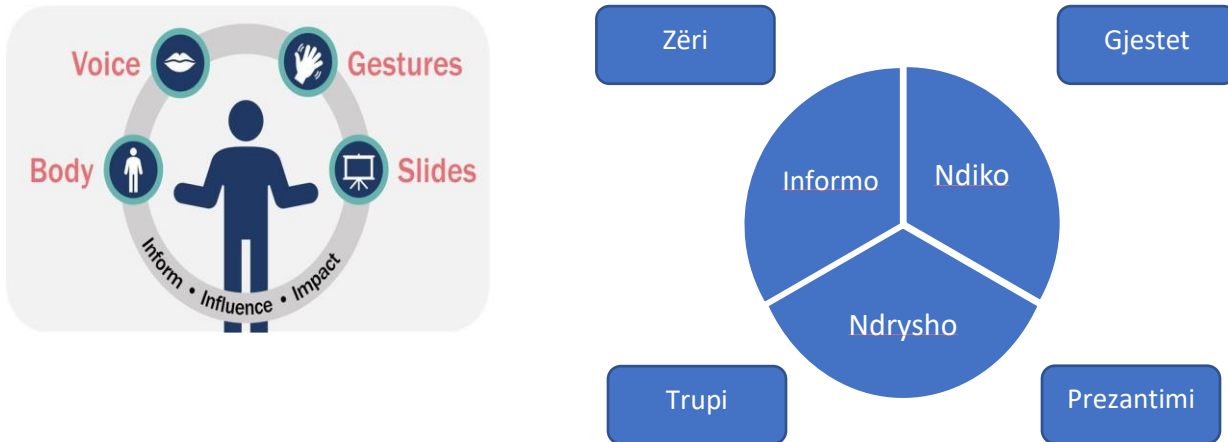 Voice
Gestures
Body
Slides
Inform • Influence • Impact
Zëri
Gjestet
Informo
Ndiko
Ndrysho
Trupi
Prezantimi